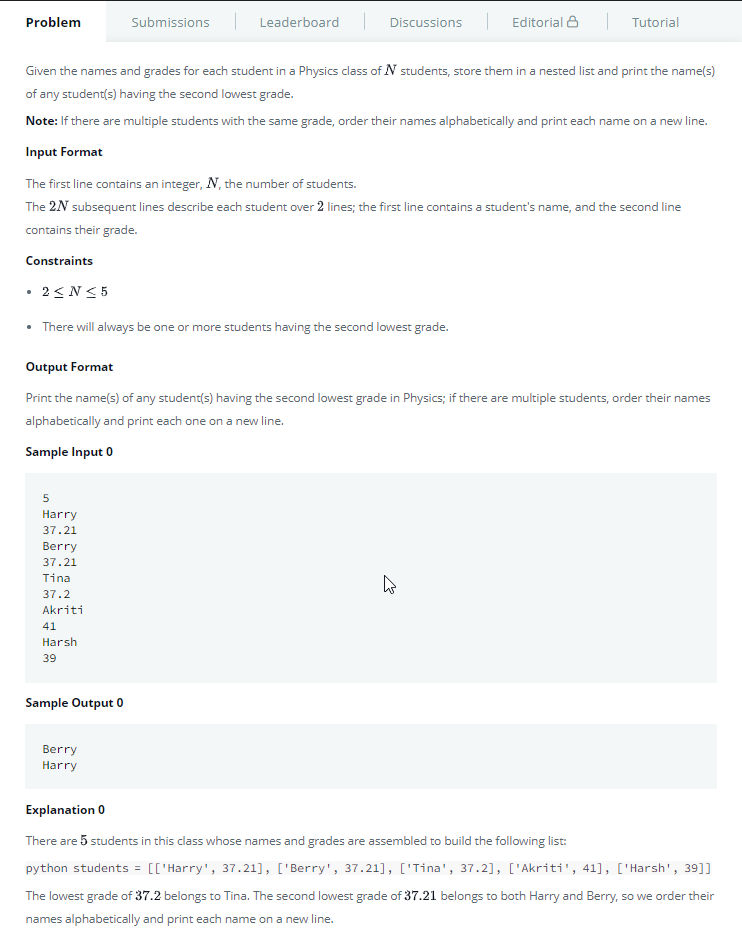 Problem Submissions Leaderboard Discussions Editorial Tutorial
Given the names and grades for each student in a Physics class of N students, store them in a nested list and print the name(s)
of any student(s) having the second lowest grade.
Note: If there are multiple students with the same grade, order their names alphabetically and print each name on a new line.
Input Format
The first line contains an integer, N, the number of students.
The 2N subsequent lines describe each student over 2 lines; the first line contains a student's name, and the second line
contains their grade.
Constraints
• 2 ≤ N ≤ 5
• There will always be one or more students having the second lowest grade.
Output Format
Print the name(s) of any student(s) having the second lowest grade in Physics; if there are multiple students, order their names
alphabetically and print each one on a new line.
Sample Input 0
5
Harry
37.21
Berry
37.21
Tina
37.2
Akriti
41
Harsh
39
Sample Output 0
Berry
Harry
Explanation 0
There are 5 students in this class whose names and grades are assembled to build the following list:
python students = [['Harry', 37.21], ['Berry', 37.21], ['Tina', 37.2], ['Akriti', 41], ['Harsh', 39]]
The lowest grade of 37.2 belongs to Tina. The second lowest grade of 37.21 belongs to both Harry and Berry, so we order their
names alphabetically and print each name on a new line.